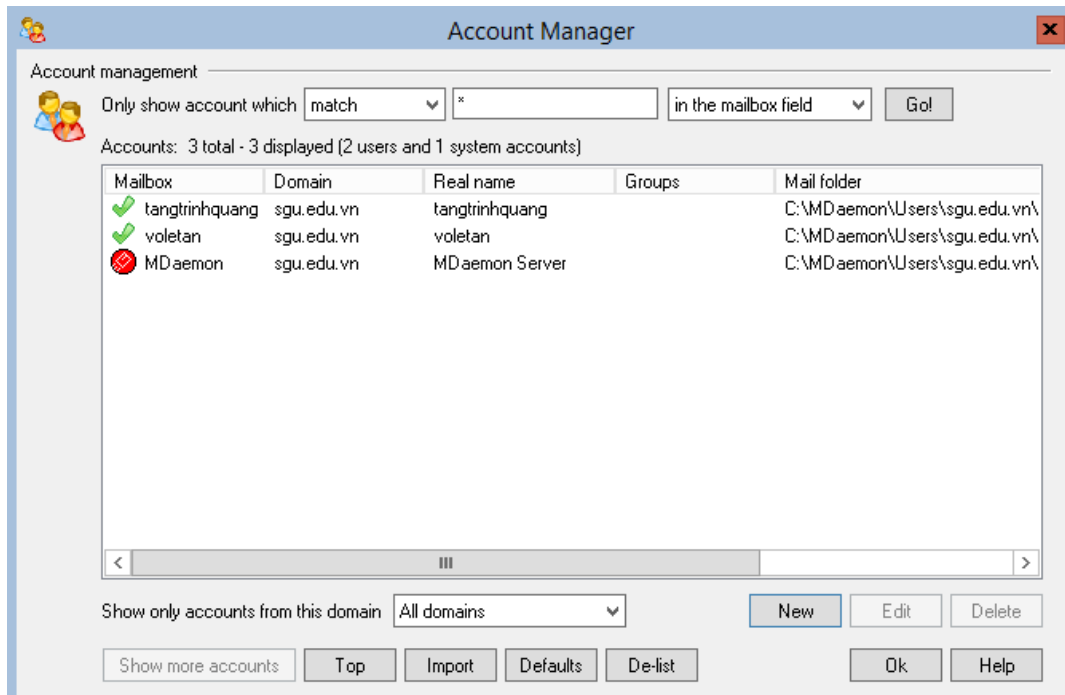 Account Manager
Account management
Only show account which match * in the mailbox field Go!
Accounts: 3 total - 3 displayed (2 users and 1 system accounts)
Mailbox Domain Real name Groups Mail folder
tangtrinhquang sgu.edu.vn tangtrinhquang C:\MDaemon\Users\sgu.edu.vn\
voletan sgu.edu.vn voletan C:\MDaemon\Users\sgu.edu.vn\
MDaemon sgu.edu.vn MDaemon Server C:\MDaemon\Users\sgu.edu.vn\
Show only accounts from this domain All domains New Edit Delete
Show more accounts Top Import Defaults De-list Ok Help